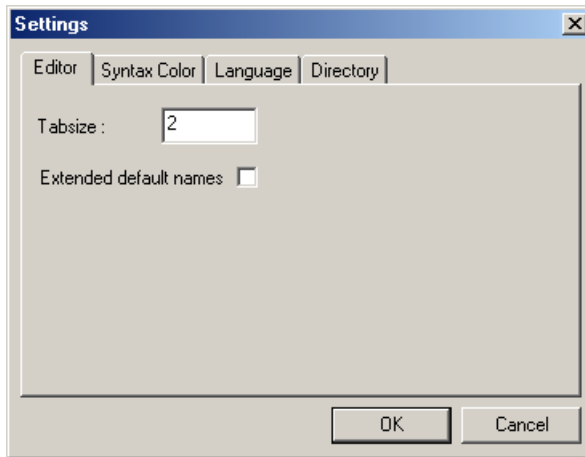 Settings
Editor Syntax Color Language Directory
Tabsize : 2
Extended default names
OK Cancel